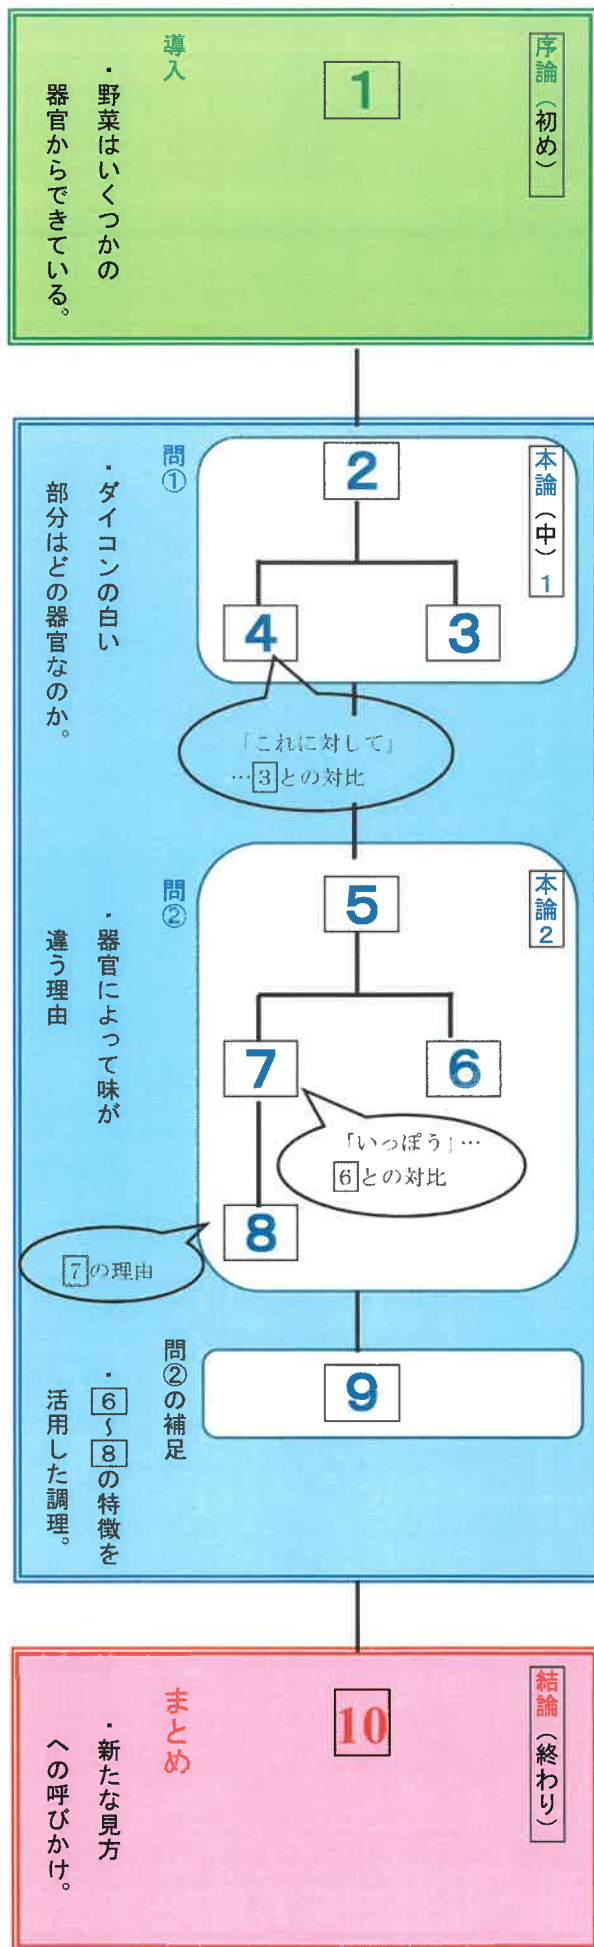 序論(初め)
1
導入
・野菜はいくつかの
器官からできている。
本論(中)1
2
3
4
「これに対して」
…3との対比
問①
・ダイコンの白い
部分はどの器官なのか。
本論2
5
6
7
「いっぽう」…
6との対比
8
7の理由
問②
・器官によって味が
違う理由
9
問②の補足
・6~8の特徴を
活用した調理。
結論(終わり)
10
まとめ
・新たな見方
への呼びかけ。